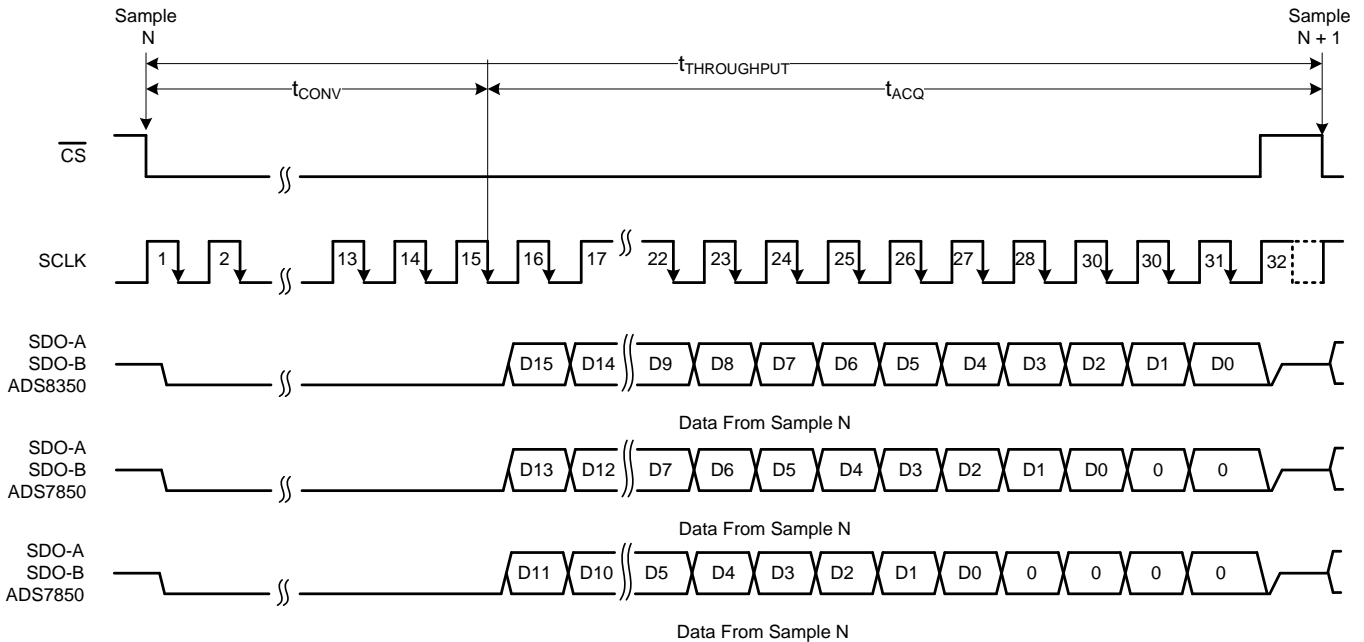 Sample
N
Sample
N + 1
tTHROUGHPUT
tCONV
tACQ
CS
SCLK
1 2 13 14 15 16 17 22 23 24 25 26 27 28 30 30 31 32
SDO-A
SDO-B
ADS8350
D15 D14 D9 D8 D7 D6 D5 D4 D3 D2 D1 D0
Data From Sample N
SDO-A
SDO-B
ADS7850
D13 D12 D7 D6 D5 D4 D3 D2 D1 D0 0 0
Data From Sample N
SDO-A
SDO-B
ADS7850
D11 D10 D5 D4 D3 D2 D1 D0 0 0 0 0
Data From Sample N